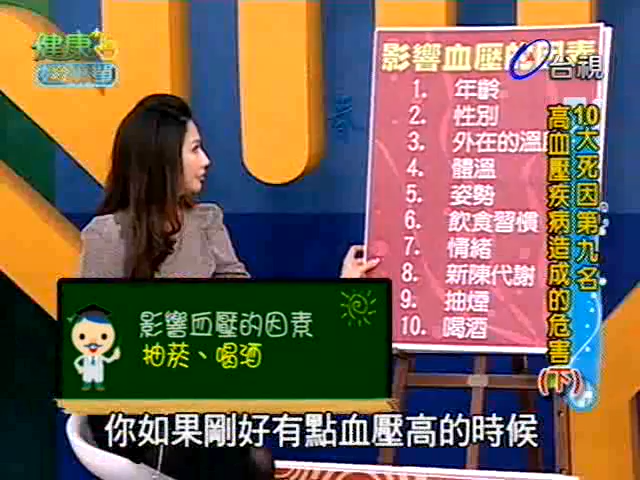 健康
影響血壓的因素
台視
1. 年齡
2. 性別
3. 外在的溫
4. 體溫
5. 姿勢
6. 飲食習慣
7. 情緒
8. 新陳代謝
9. 抽煙
10. 喝酒
10大死因第九名
高血壓疾病造成的危害(下)
影響血壓的因素
抽菸、喝酒
你如果剛好有點血壓高的時候